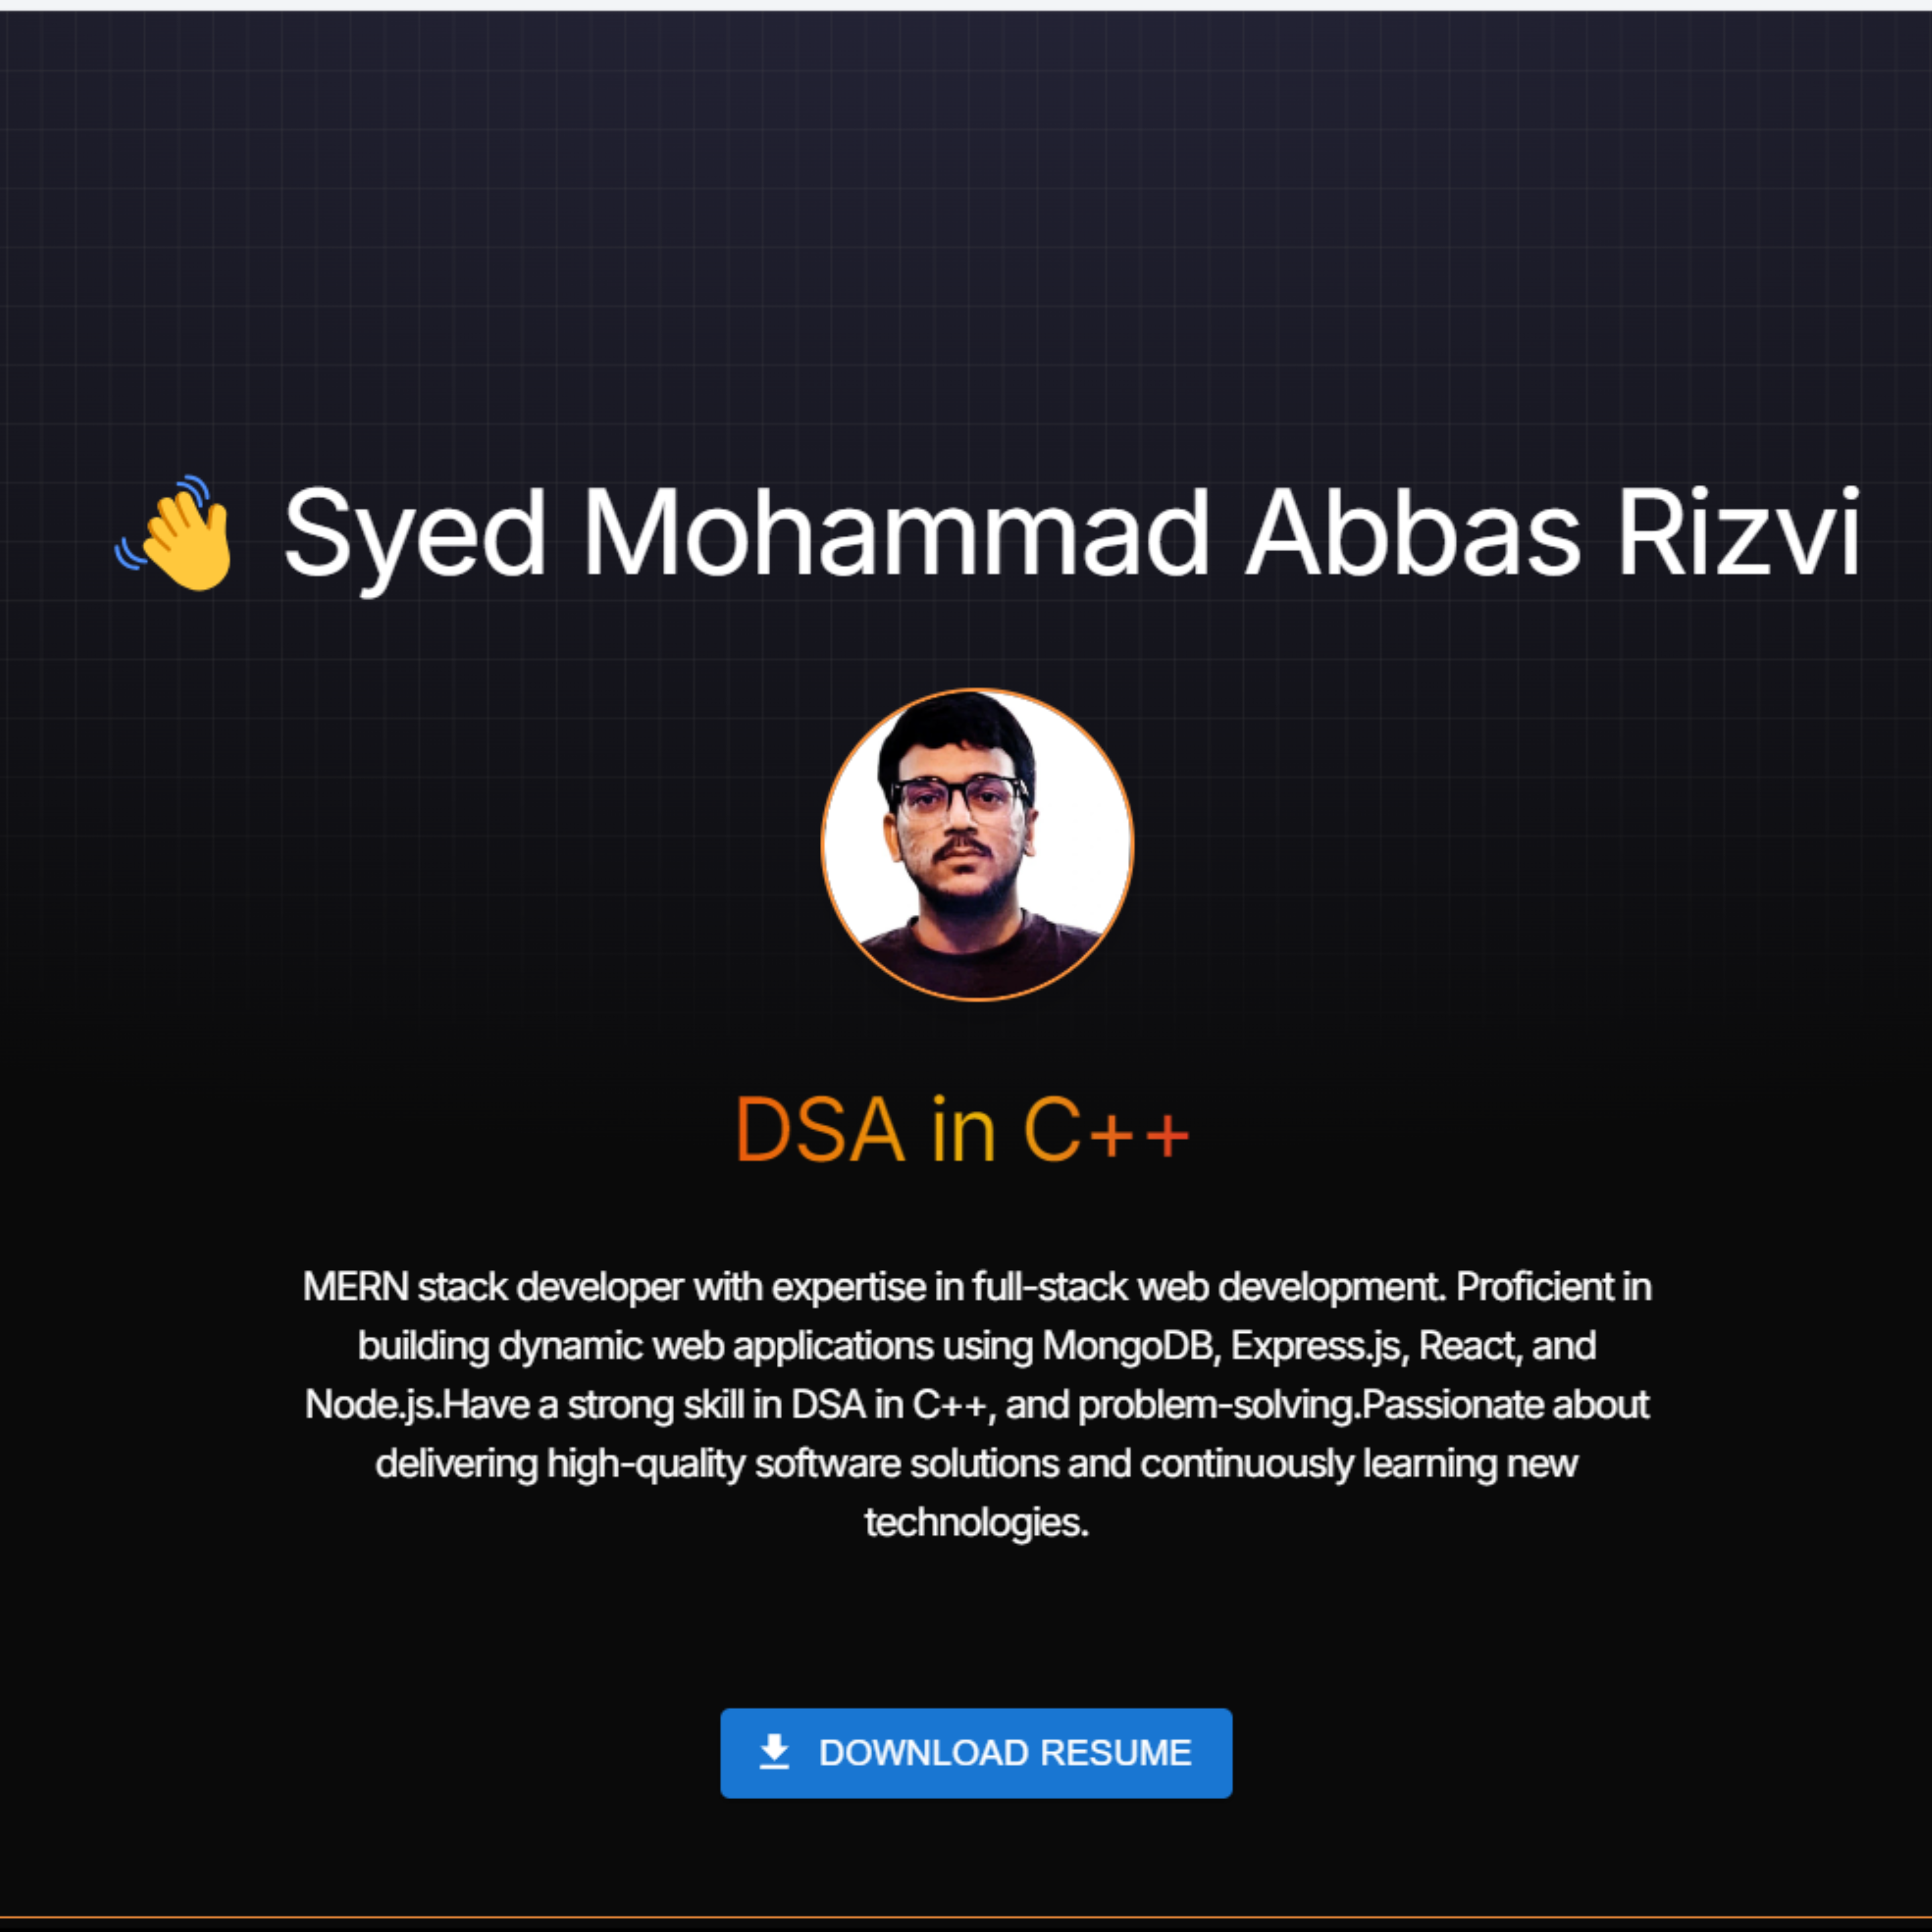 👋 Syed Mohammad Abbas Rizvi
DSA in C++
MERN stack developer with expertise in full-stack web development. Proficient in
building dynamic web applications using MongoDB, Express.js, React, and
Node.js.Have a strong skill in DSA in C++, and problem-solving.Passionate about
delivering high-quality software solutions and continuously learning new
technologies.
DOWNLOAD RESUME